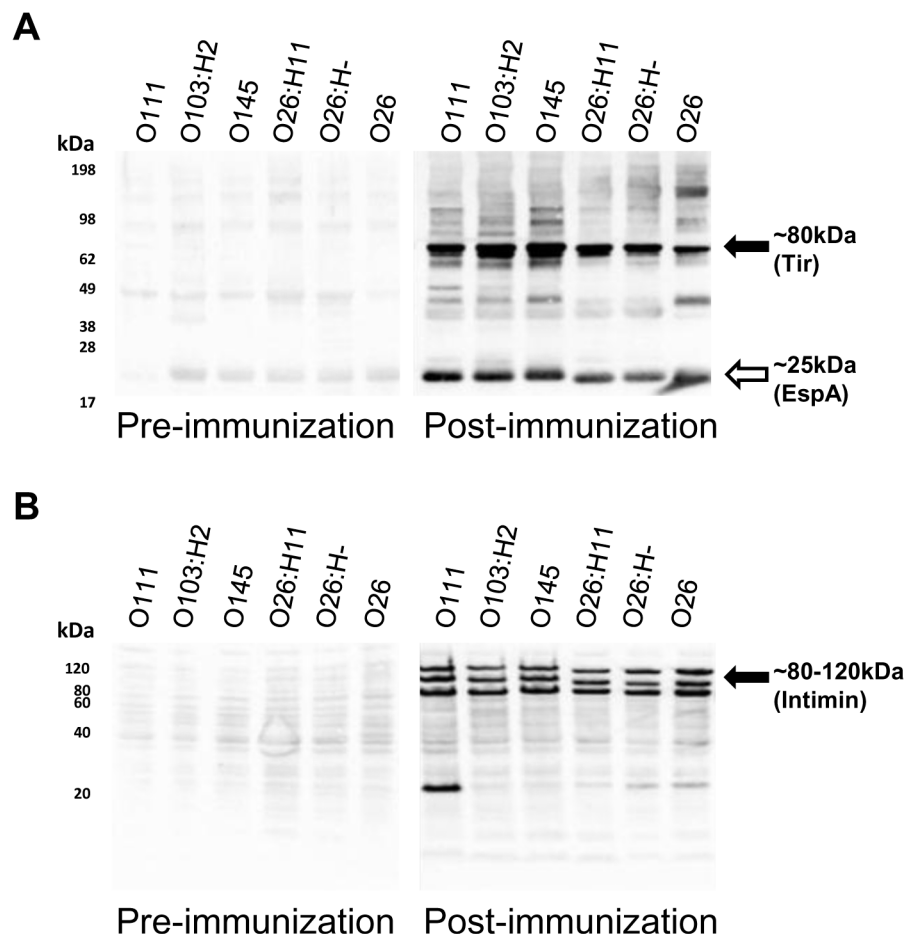 A
O111
O103:H2
O145
O26:H11
O26:H-
O26
O111
O103:H2
O145
O26:H11
O26:H-
O26
kDa
198
98
62
49
38
28
17
~80kDa
(Tir)
~25kDa
(EspA)
Pre-immunization
Post-immunization
B
O111
O103:H2
O145
O26:H11
O26:H-
O26
O111
O103:H2
O145
O26:H11
O26:H-
O26
kDa
120
80
60
40
20
~80-120kDa
(Intimin)
Pre-immunization
Post-immunization